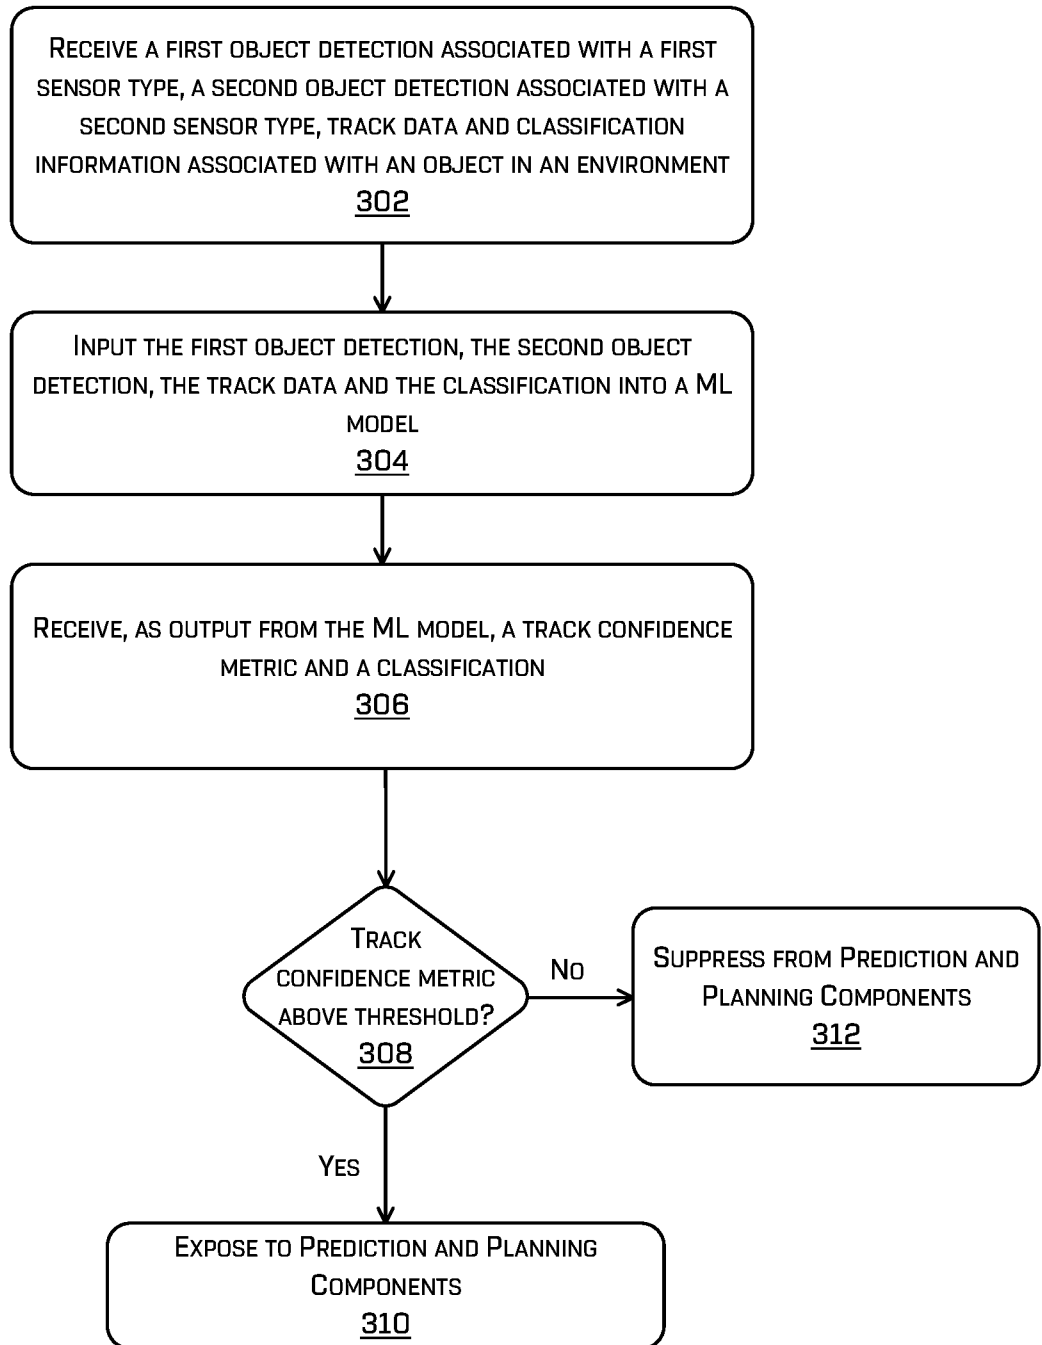 Receive a first object detection associated with a first
sensor type, a second object detection associated with a
second sensor type, track data and classification
information associated with an object in an environment
302
Input the first object detection, the second object
detection, the track data and the classification into a ML
model
304
Receive, as output from the ML model, a track confidence
metric and a classification
306
Track
confidence metric
above threshold?
308
No
Suppress from Prediction and
Planning Components
312
Yes
Expose to Prediction and Planning
Components
310